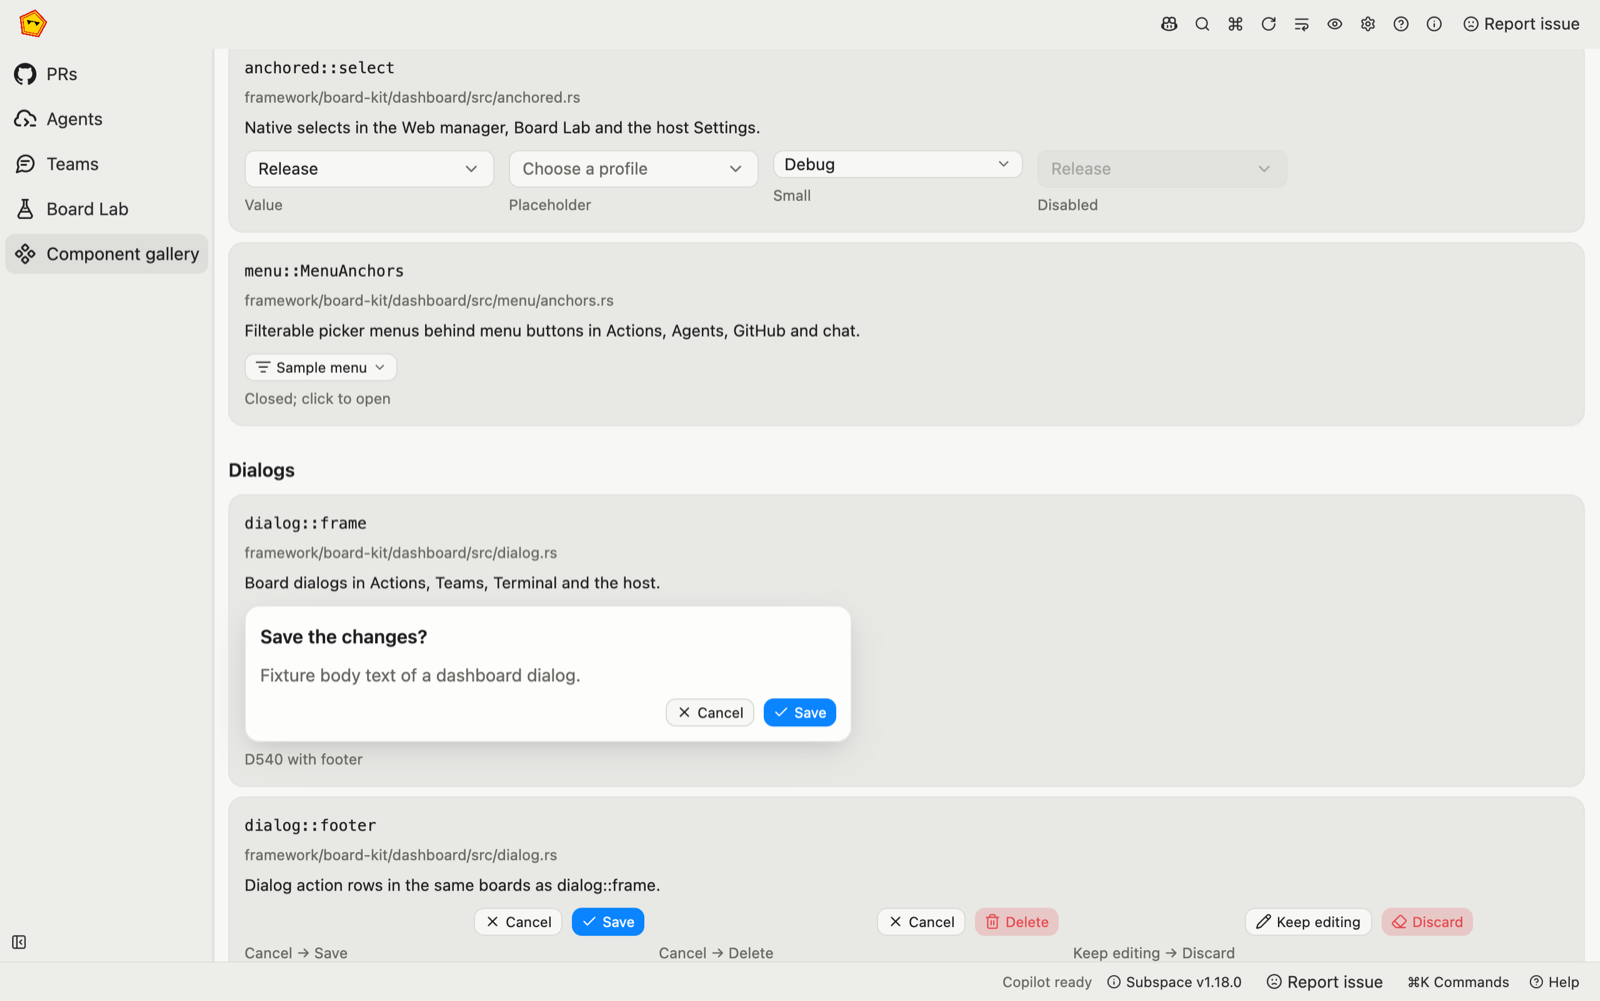 Report issue
PRs
Agents
Teams
Board Lab
Component gallery
anchored::select
framework/board-kit/dashboard/src/anchored.rs
Native selects in the Web manager, Board Lab and the host Settings.
Release
Choose a profile
Debug
Release
Value
Placeholder
Small
Disabled
menu::MenuAnchors
framework/board-kit/dashboard/src/menu/anchors.rs
Filterable picker menus behind menu buttons in Actions, Agents, GitHub and chat.
Sample menu
Closed; click to open
Dialogs
dialog::frame
framework/board-kit/dashboard/src/dialog.rs
Board dialogs in Actions, Teams, Terminal and the host.
Save the changes?
Fixture body text of a dashboard dialog.
Cancel Save
D540 with footer
dialog::footer
framework/board-kit/dashboard/src/dialog.rs
Dialog action rows in the same boards as dialog::frame.
Cancel Save Cancel Delete Keep editing Discard
Cancel → Save Cancel → Delete Keep editing → Discard
Copilot ready Subspace v1.18.0 Report issue ⌘K Commands Help